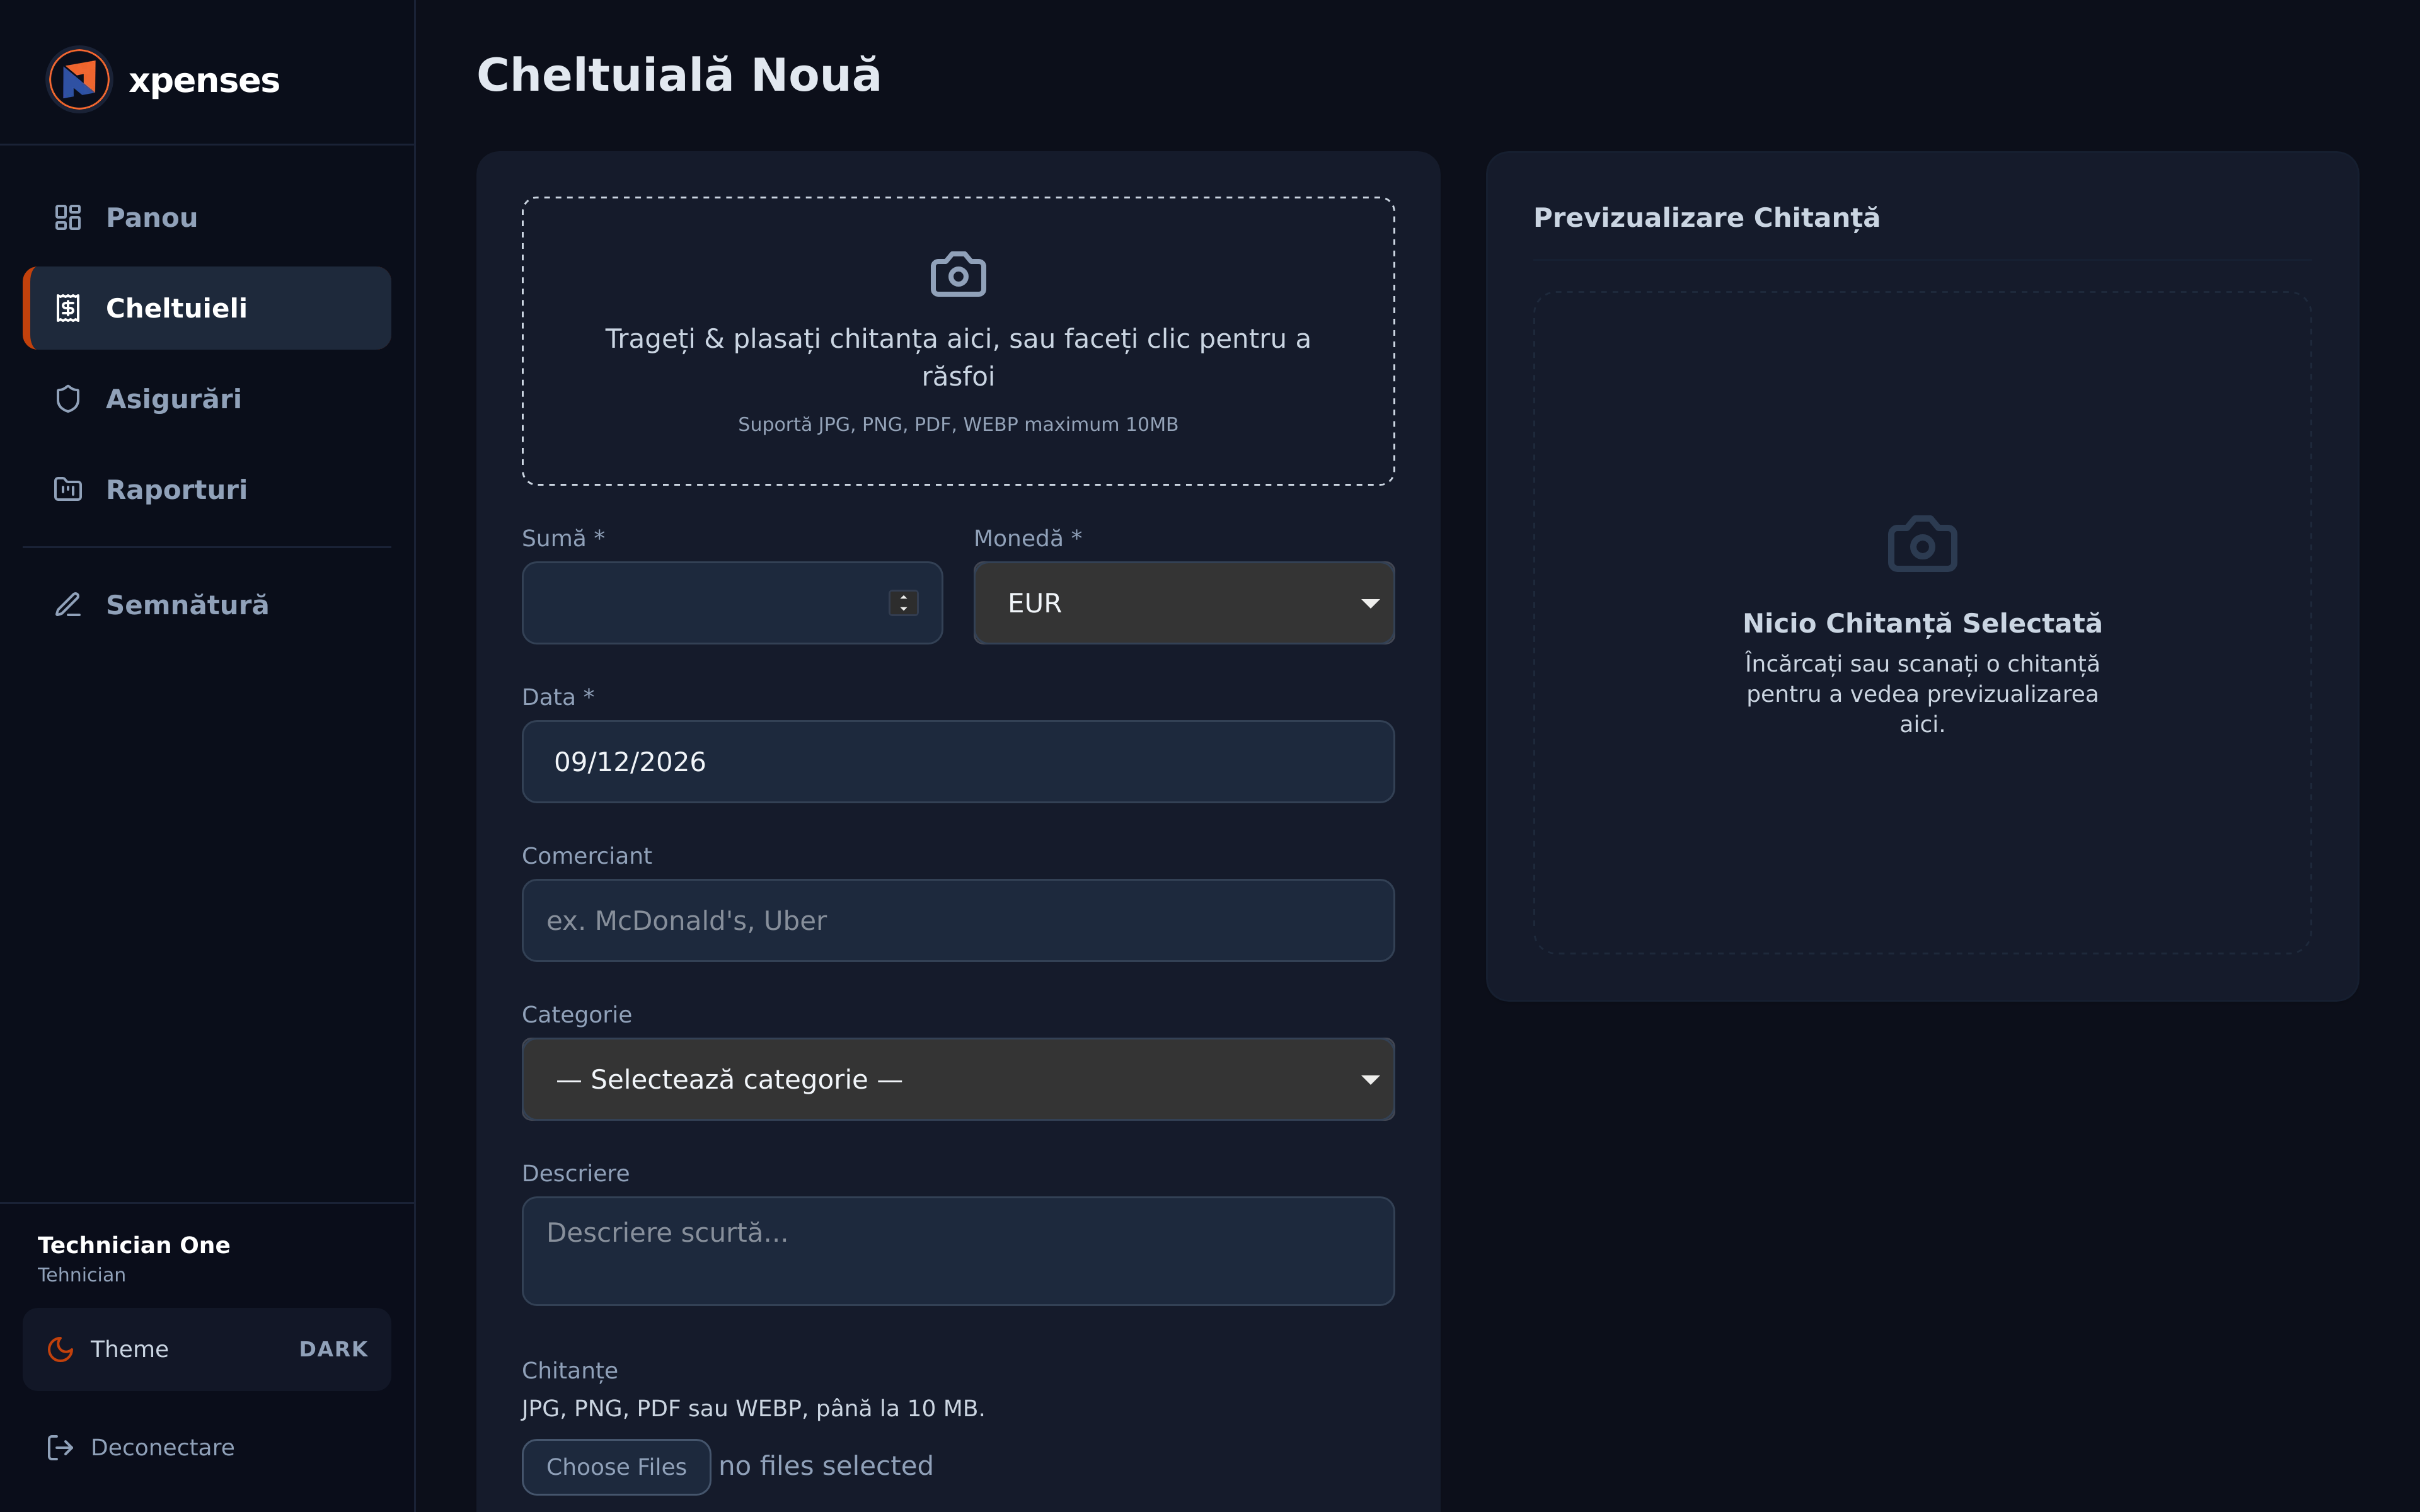 xpenses
Panou
Cheltuieli
Asigurări
Raporturi
Semnătură
Technician One
Tehnician
Theme
DARK
Deconectare
Cheltuială Nouă
Tragеți & plasați chitanța aici, sau faceți clic pentru a
răsfoi
Suportă JPG, PNG, PDF, WEBP maximum 10MB
Sumă *
Monedă *
EUR
Data *
09/12/2026
Comerciant
ex. McDonald's, Uber
Categorie
— Selectează categorie —
Descriere
Descriere scurtă...
Chitanțe
JPG, PNG, PDF sau WEBP, până la 10 MB.
Choose Files no files selected
Previzualizare Chitanță
Nicio Chitanță Selectată
Încărcați sau scanați o chitanță
pentru a vedea previzualizarea
aici.